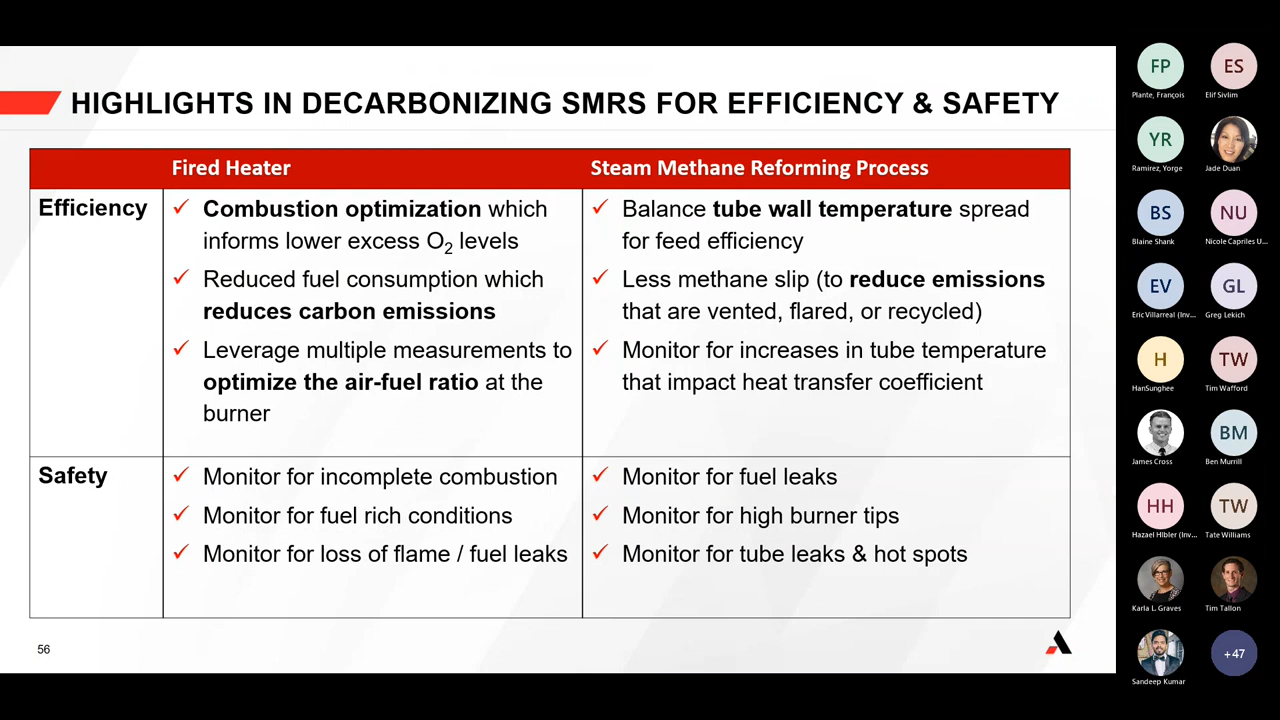 HIGHLIGHTS IN DECARBONIZING SMRS FOR EFFICIENCY & SAFETY
Fired Heater
Steam Methane Reforming Process
Efficiency
✓ Combustion optimization which
informs lower excess O₂ levels
✓ Reduced fuel consumption which
reduces carbon emissions
✓ Leverage multiple measurements to
optimize the air-fuel ratio at the
burner
✓ Balance tube wall temperature spread
for feed efficiency
✓ Less methane slip (to reduce emissions
that are vented, flared, or recycled)
✓ Monitor for increases in tube temperature
that impact heat transfer coefficient
Safety
✓ Monitor for incomplete combustion
✓ Monitor for fuel rich conditions
✓ Monitor for loss of flame / fuel leaks
✓ Monitor for fuel leaks
✓ Monitor for high burner tips
✓ Monitor for tube leaks & hot spots
56
FP
Plante, François
ES
Elif Sivlim
YR
Ramirez, Yorge
Jade Duan
BS
Blaine Shank
NU
Nicole Capriles U...
EV
Eric Villarreal (Inv...
GL
Greg Lekich
H
HanSunghee
TW
Tim Wafford
James Cross
BM
Ben Murrill
HH
Hazael Hibler (Inv...
TW
Tate Williams
Karla L. Graves
Tim Tallon
Sandeep Kumar
+47